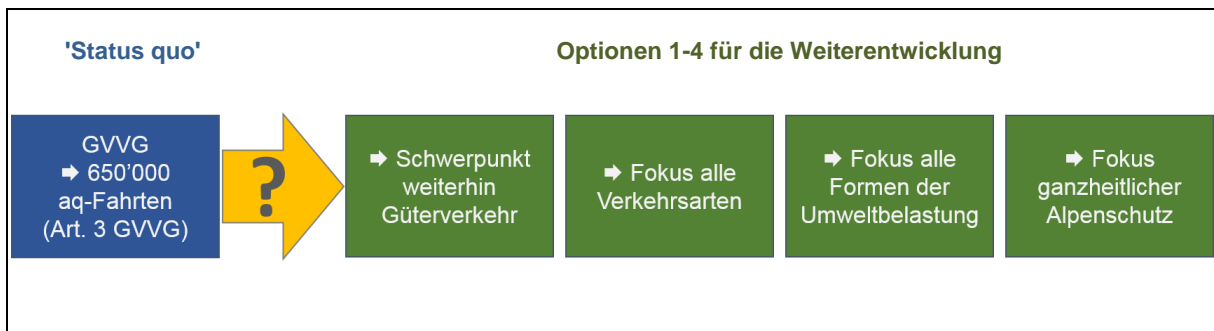 'Status quo'
Optionen 1-4 für die Weiterentwicklung
GVVG
➡ 650’000
aq-Fahrten
(Art. 3 GVVG)
?
➡ Schwerpunkt
weiterhin
Güterverkehr
➡ Fokus alle
Verkehrsarten
➡ Fokus alle
Formen der
Umweltbelastung
➡ Fokus
ganzheitlicher
Alpenschutz